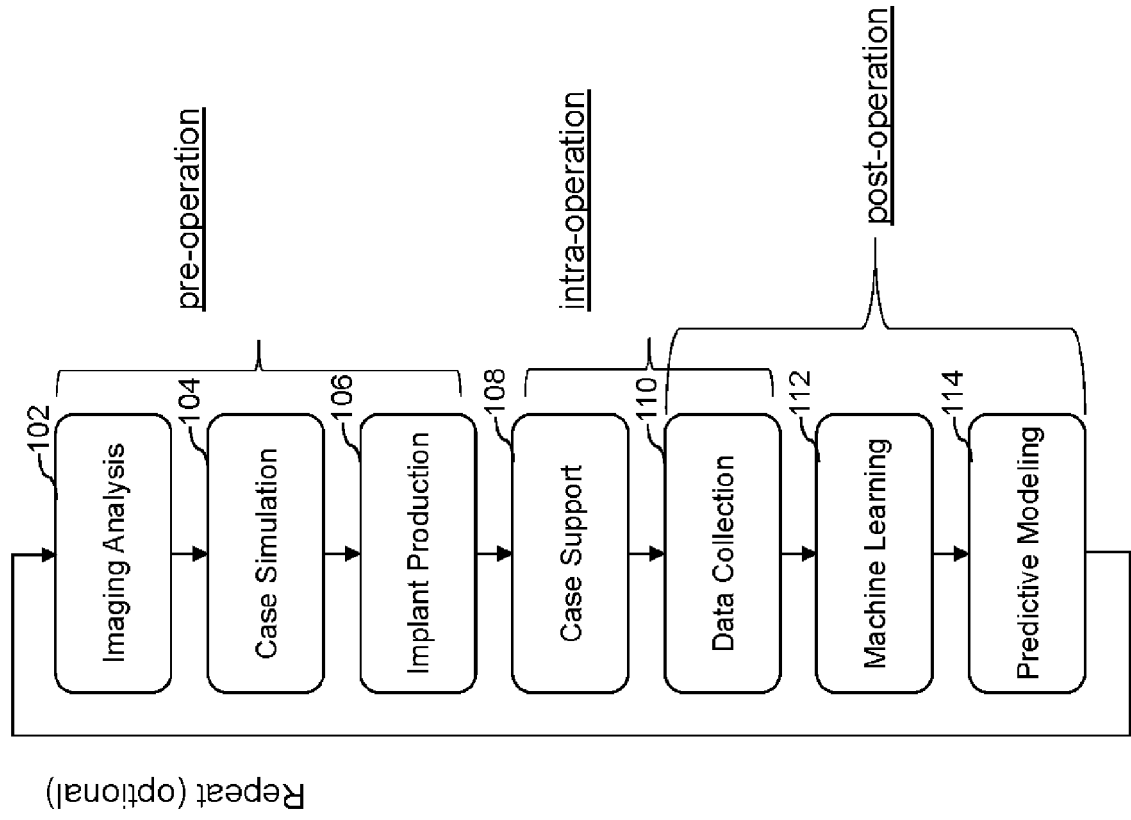 102
Imaging Analysis
104
Case Simulation
106
Implant Production
108
Case Support
110
Data Collection
112
Machine Learning
114
Predictive Modeling
pre-operation
intra-operation
post-operation
Repeat (optional)